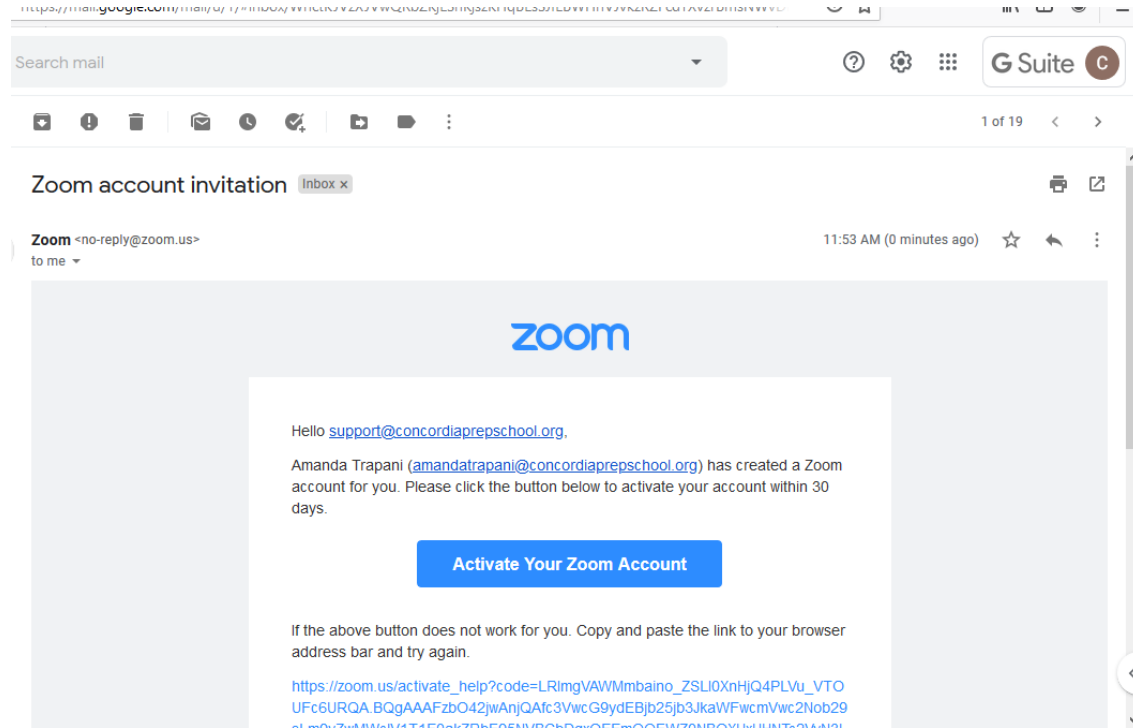 Search mail
G Suite C
1 of 19
Zoom account invitation Inbox x
Zoom <no-reply@zoom.us> 11:53 AM (0 minutes ago)
to me
zoom
Hello support@concordiaprepschool.org,
Amanda Trapani (amandatrapani@concordiaprepschool.org) has created a Zoom
account for you. Please click the button below to activate your account within 30
days.
Activate Your Zoom Account
If the above button does not work for you. Copy and paste the link to your browser
address bar and try again.
https://zoom.us/activate_help?code=LRlmgVAWMmbaino_ZSLl0XnHjQ4PLVu_VTO
UFc6URQA.BQgAAAFzbO42jwAnjQAfc3VwcG9ydEBjb25jb3JkaWFwcmVwc2Nob29